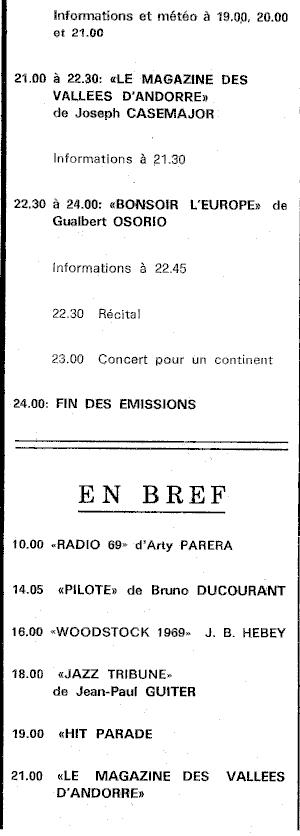 Informations et météo à 19.00, 20.00
et 21.00
21.00 à 22.30: «LE MAGAZINE DES
VALLEES D'ANDORRE»
de Joseph CASEMAJOR
Informations à 21.30
22.30 à 24.00: «BONSOIR L'EUROPE» de
Gualbert OSORIO
Informations à 22.45
22.30 Récital
23.00 Concert pour un continent
24.00: FIN DES EMISSIONS
EN BREF
10.00 «RADIO 69» d'Arty PARERA
14.05 «PILOTE» de Bruno DUCOURANT
16.00 «WOODSTOCK 1969» J. B. HEBEY
18.00 «JAZZ TRIBUNE»
de Jean-Paul GUITER
19.00 «HIT PARADE
21.00 «LE MAGAZINE DES VALLEES
D'ANDORRE»